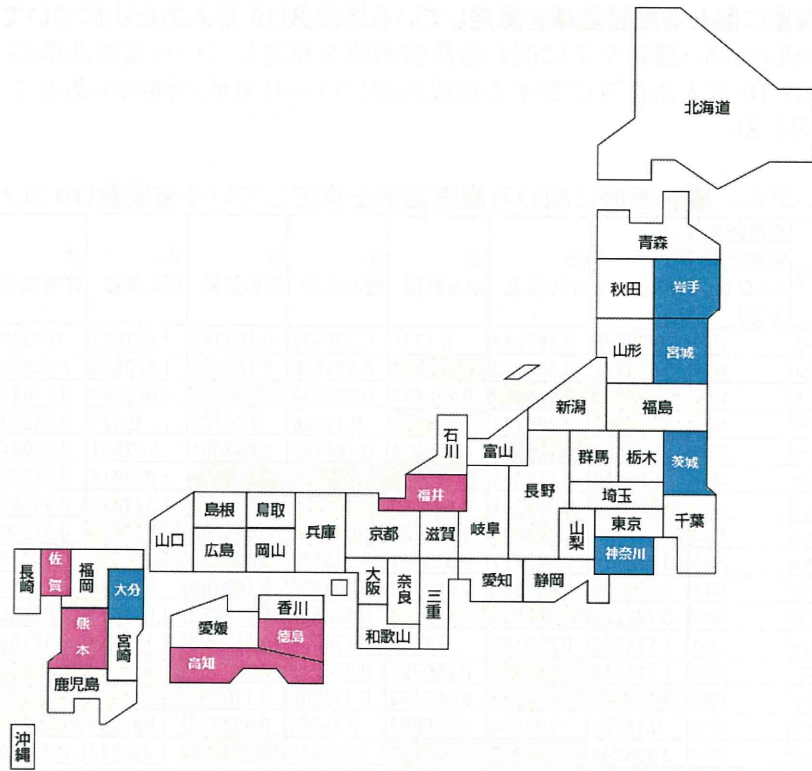 北海道
青森
秋田
岩手
山形
宮城
新潟
福島
石川
富山
群馬
栃木
茨城
福井
長野
埼玉
島根
鳥取
兵庫
京都
滋賀
岐阜
山梨
東京
千葉
山口
広島
岡山
神奈川
長崎
佐賀
福岡
大分
大阪
奈良
三重
愛知
静岡
熊本
宮崎
愛媛
香川
徳島
和歌山
高知
鹿児島
沖縄